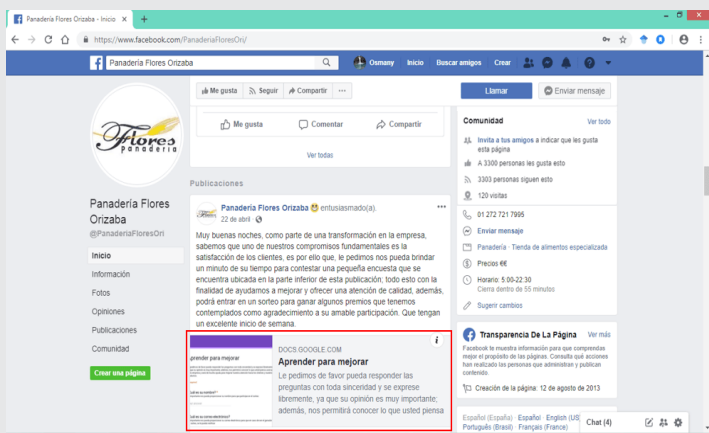 Panadería Flores Orizaba - Inicio
https://www.facebook.com/PanaderiaFloresOri/
Panadería Flores Orizaba
Osmany Inicio Buscar amigos Crear
Flores
panadería
Panadería Flores
Orizaba
@PanaderiaFloresOri
Inicio
Información
Fotos
Opiniones
Publicaciones
Comunidad
Crear una página
Me gusta Seguir Compartir ...
Me gusta Comentar Compartir
Ver todas
Publicaciones
Panadería Flores Orizaba entusiasmado(a).
22 de abril
Muy buenas noches, como parte de una transformación en la empresa,
sabemos que uno de nuestros compromisos fundamentales es la
satisfacción de los clientes, es por ello que, le pedimos nos pueda brindar
un minuto de su tiempo para contestar una pequeña encuesta que se
encuentra ubicada en la parte inferior de esta publicación; todo esto con la
finalidad de ayudarnos a mejorar y ofrecer una atención de calidad, además,
podrá entrar en un sorteo para ganar algunos premios que tenemos
contemplados como agradecimiento a su amable participación. Que tengan
un excelente inicio de semana.
Aprender para mejorar
DOCS.GOOGLE.COM
Aprender para mejorar
Le pedimos de favor pueda responder las
preguntas con toda sinceridad y se exprese
libremente, ya que su opinión es muy importante;
además, nos permitirá conocer lo que usted piensa
Llamar Enviar mensaje
Comunidad Ver todo
Invita a tus amigos a indicar que les gusta
esta página
A 3300 personas les gusta esto
3303 personas siguen esto
120 visitas
01 272 721 7995
Enviar mensaje
Panadería · Tienda de alimentos especializada
Precios €€
Horario: 5:00-22:30
Cierra dentro de 55 minutos
Sugerir cambios
Transparencia De La Página Ver más
Facebook te muestra información para que comprendas
mejor el propósito de las páginas. Consulta qué acciones
han realizado las personas que administran y publican
contenido.
Creación de la página: 12 de agosto de 2013
Español (España) · Español · English (US)
Português (Brasil) · Français (France)
Chat (4)